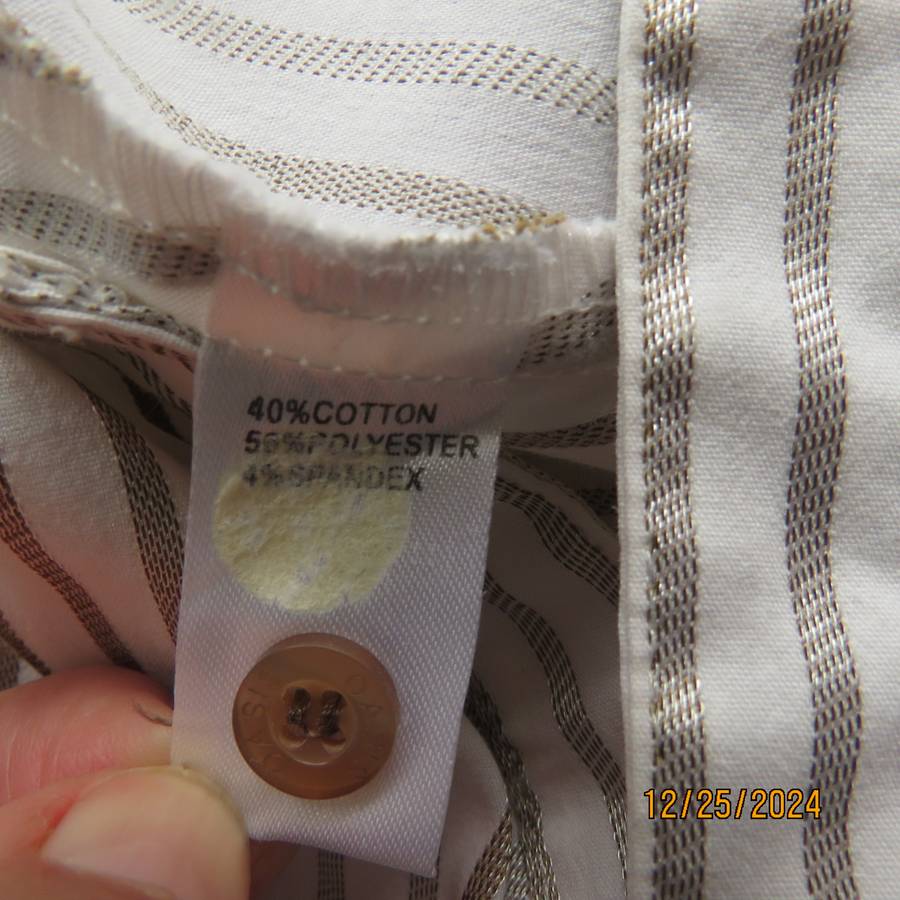 40%COTTON
56%POLYESTER
4%SPANDEX
12/25/2024